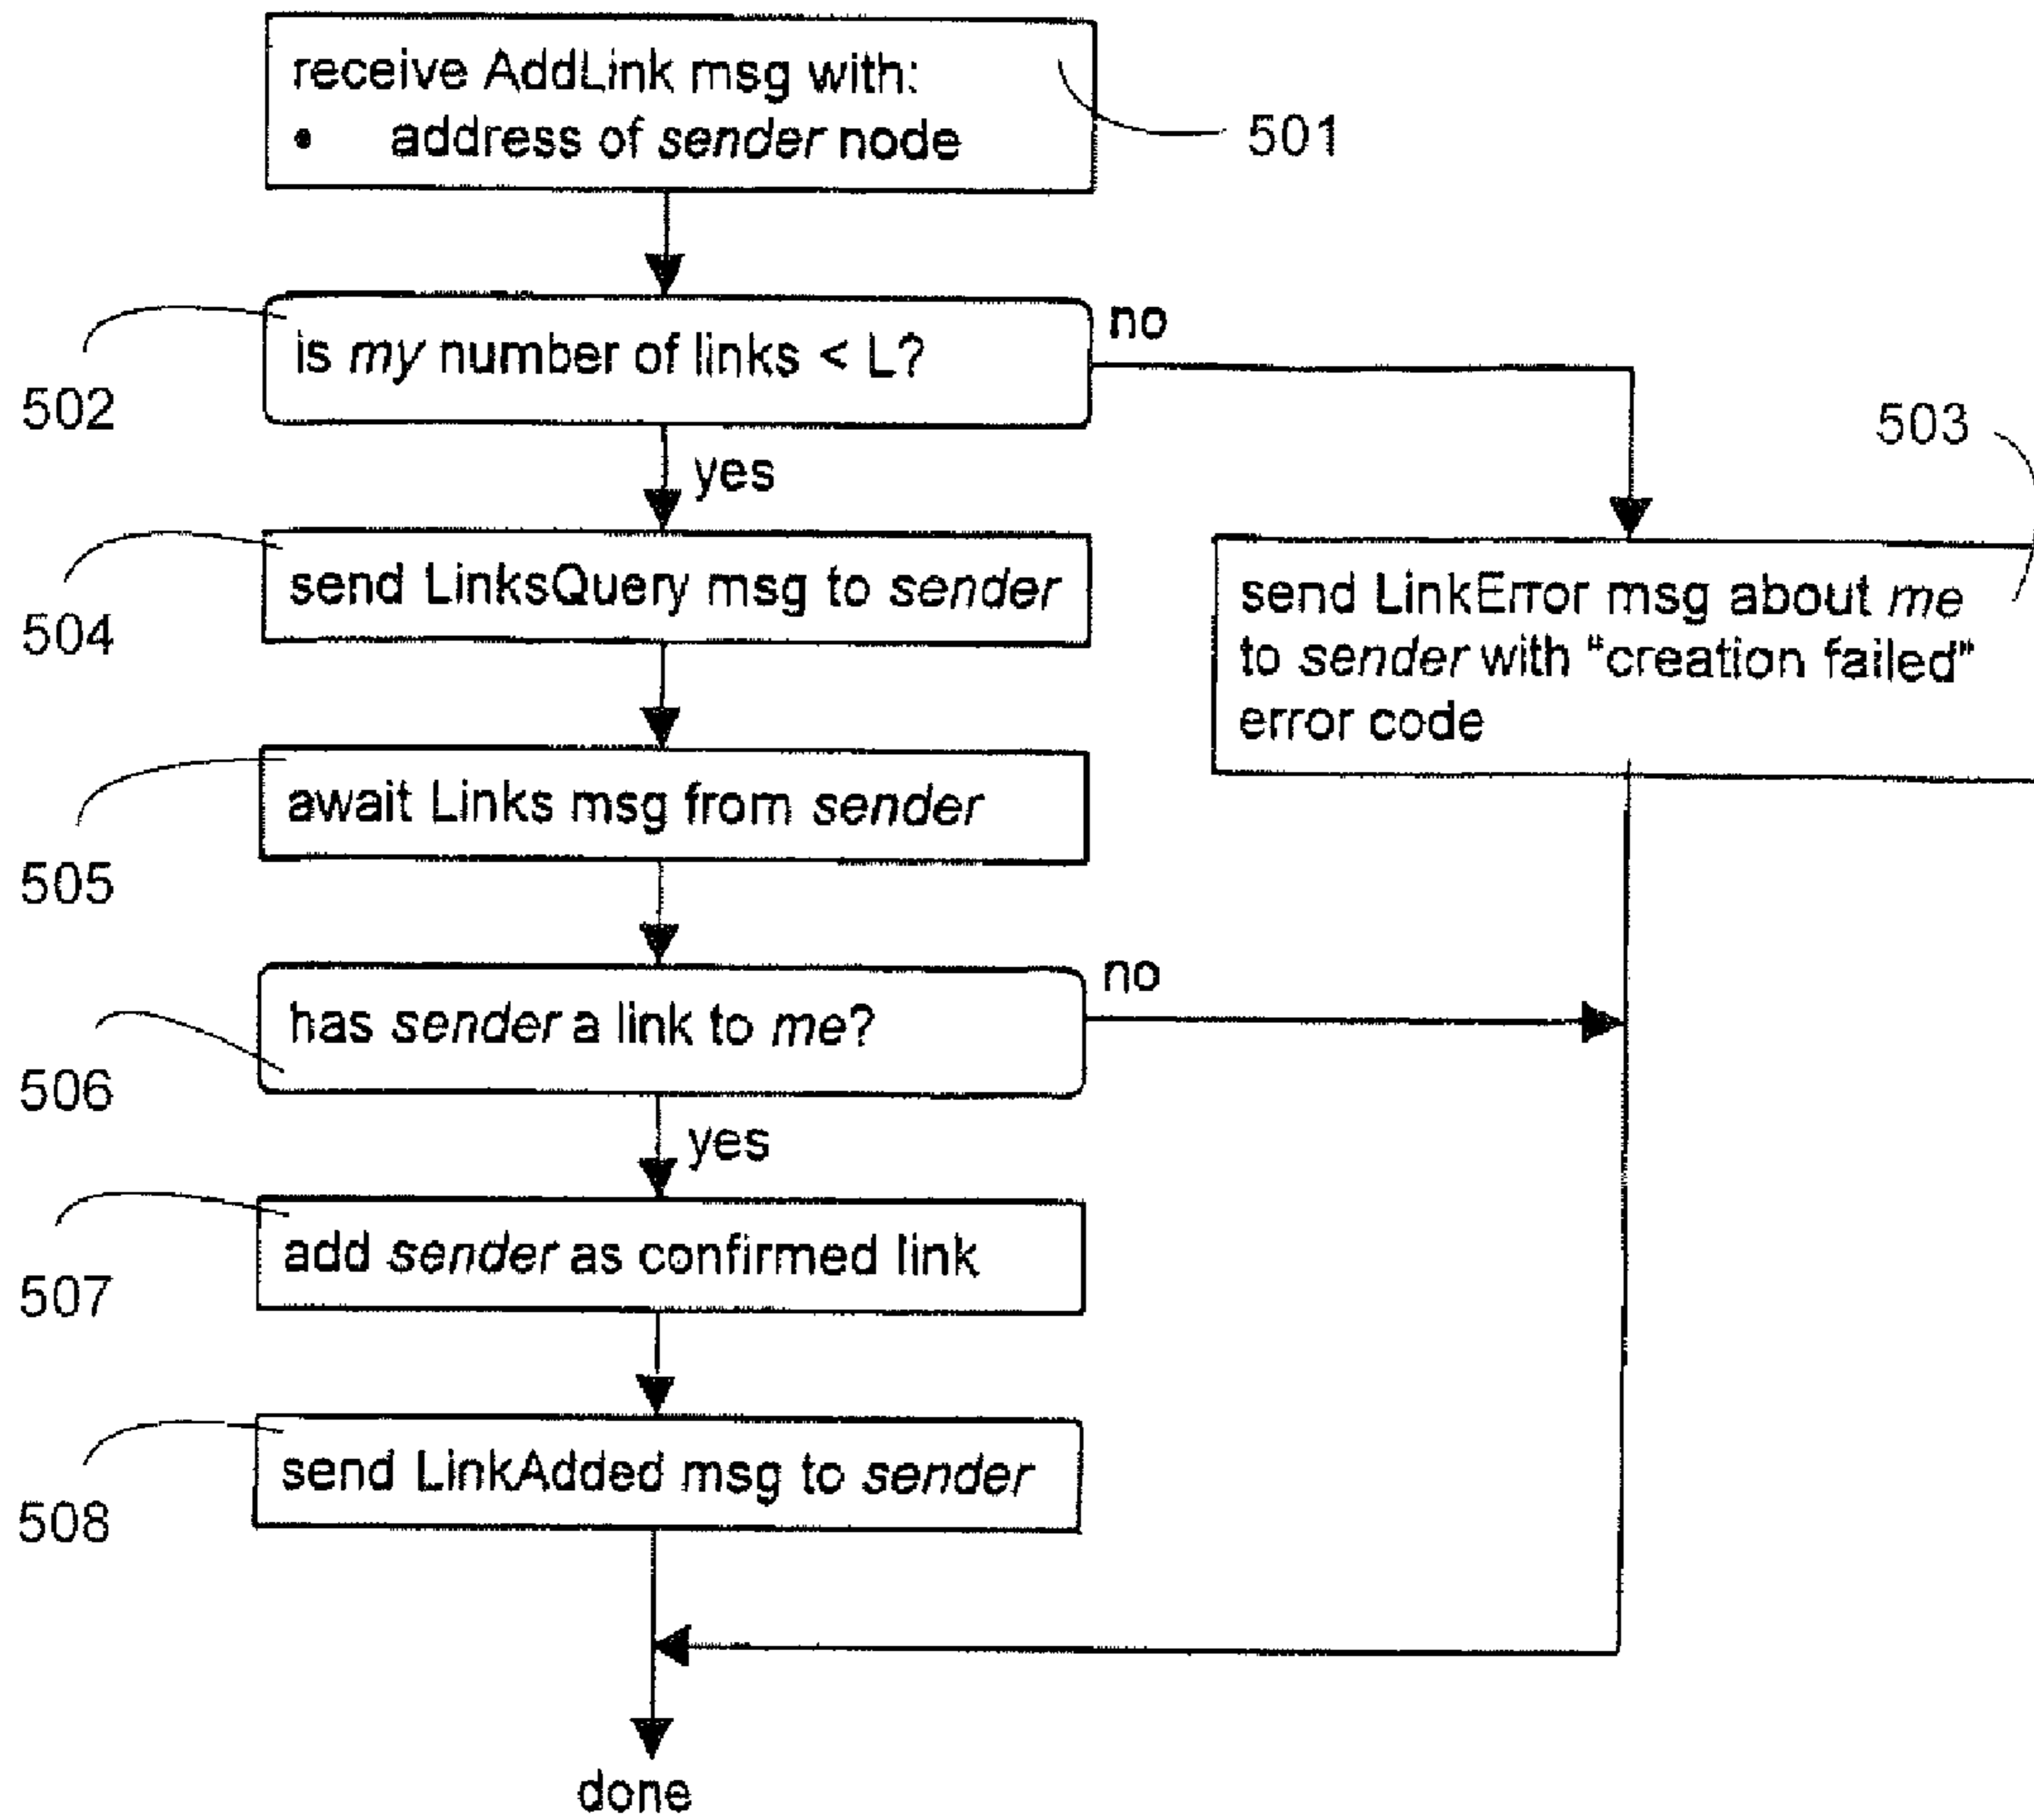 receive AddLink msg with:
• address of sender node
501
is my number of links < L?
no
502
yes
503
send LinksQuery msg to sender
504
send LinkError msg about me
to sender with "creation failed"
error code
await Links msg from sender
505
has sender a link to me?
no
506
yes
add sender as confirmed link
507
send LinkAdded msg to sender
508
done